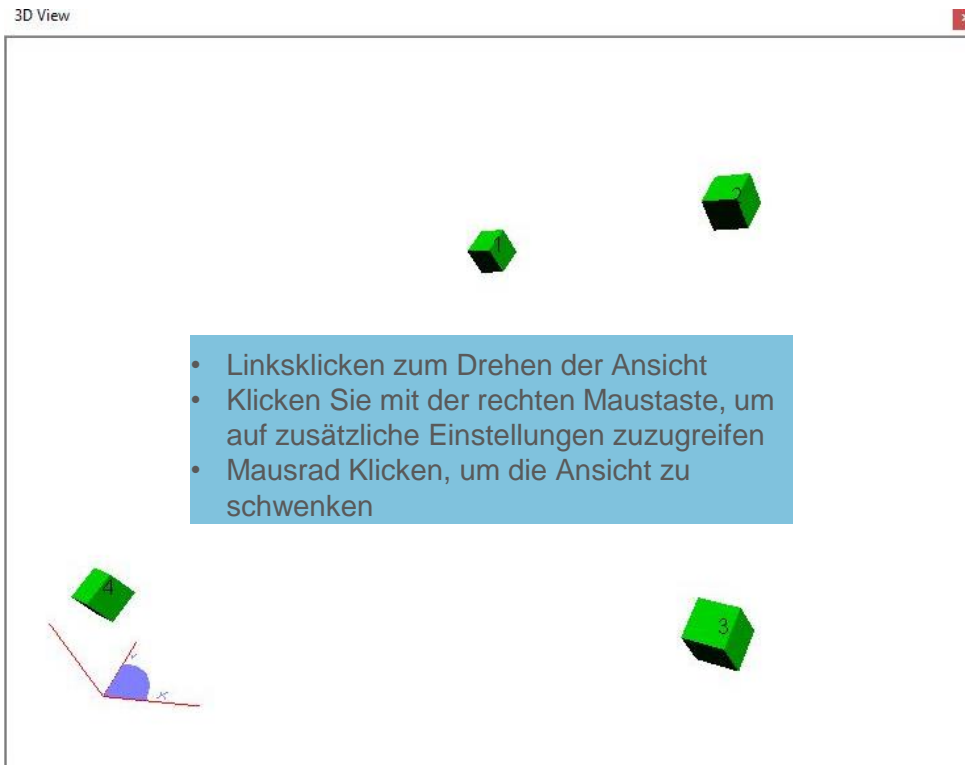 3D View
2
1
• Linksklicken zum Drehen der Ansicht
• Klicken Sie mit der rechten Maustaste, um
auf zusätzliche Einstellungen zuzugreifen
• Mausrad Klicken, um die Ansicht zu
schwenken
4
3